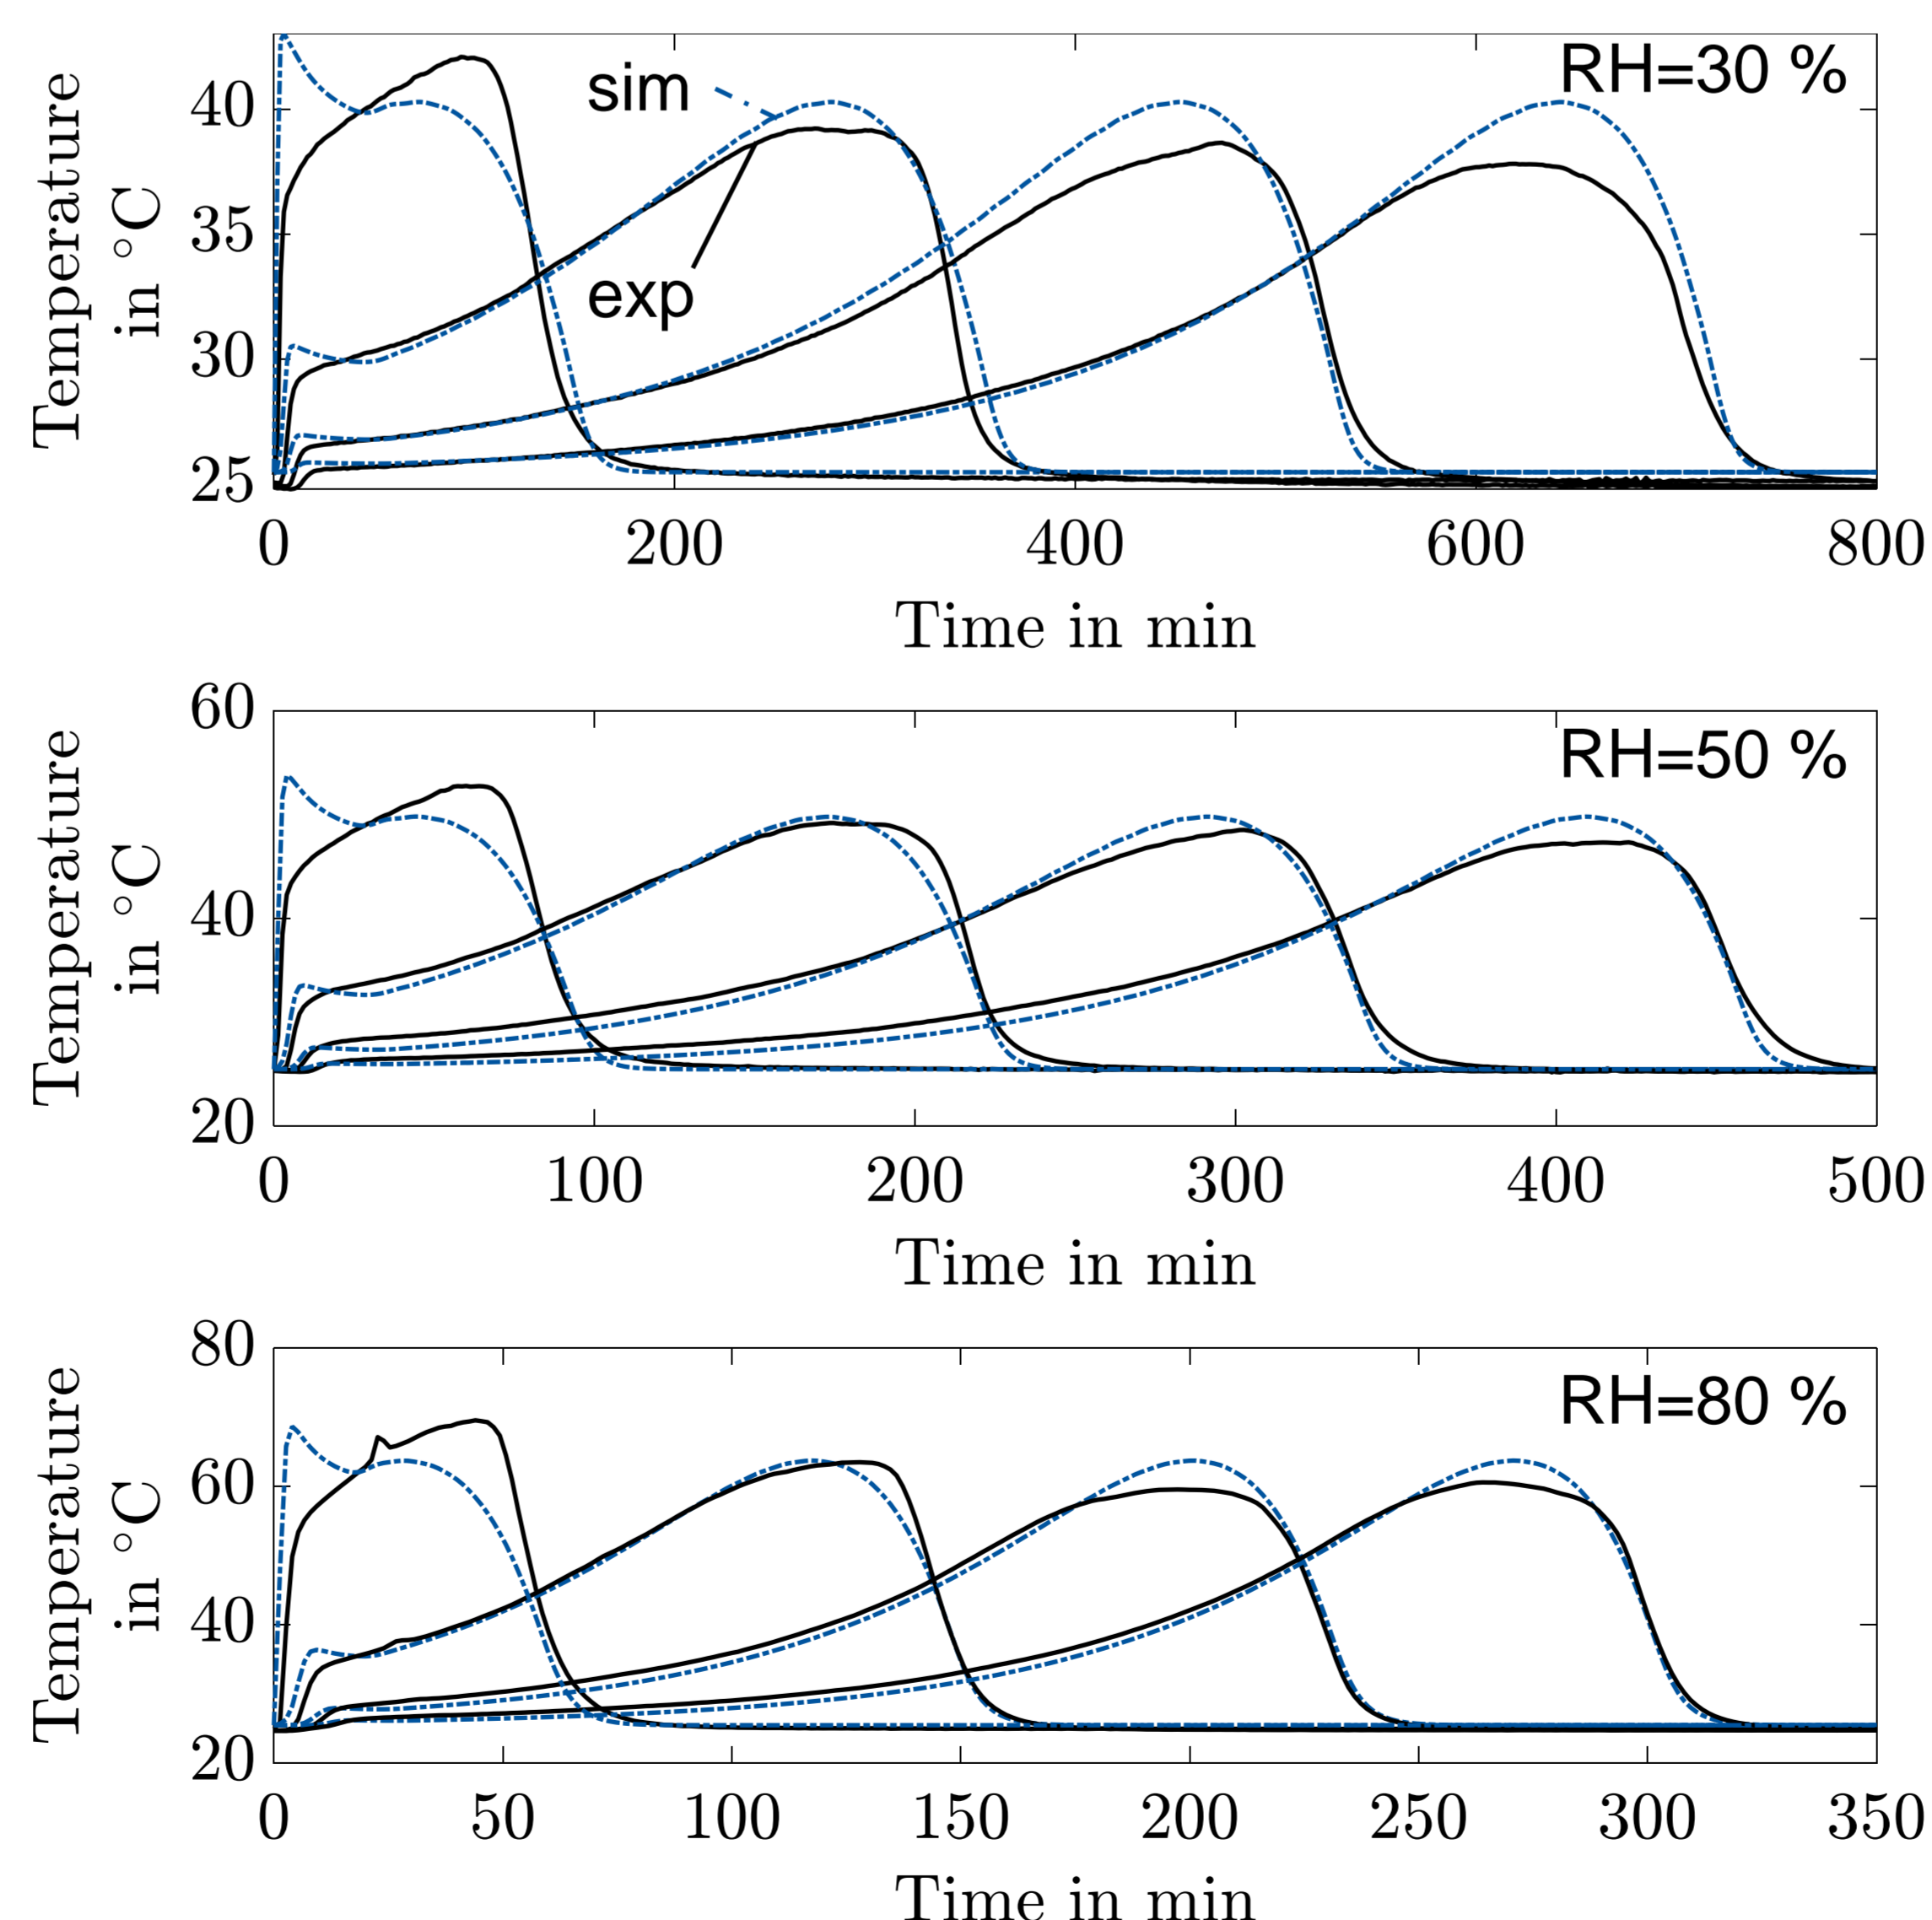 RH=30 %
sim
exp
Temperature
in °C
40
35
30
25
0 200 400 600 800
Time in min
RH=50 %
Temperature
in °C
60
40
20
0 100 200 300 400 500
Time in min
RH=80 %
Temperature
in °C
80
60
40
20
0 50 100 150 200 250 300 350
Time in min